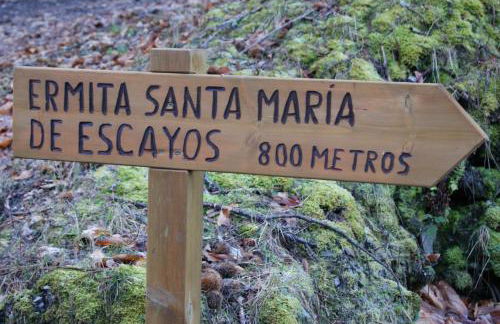 ERMITA SANTA MARÍA
DE ESCAYOS 800 METROS